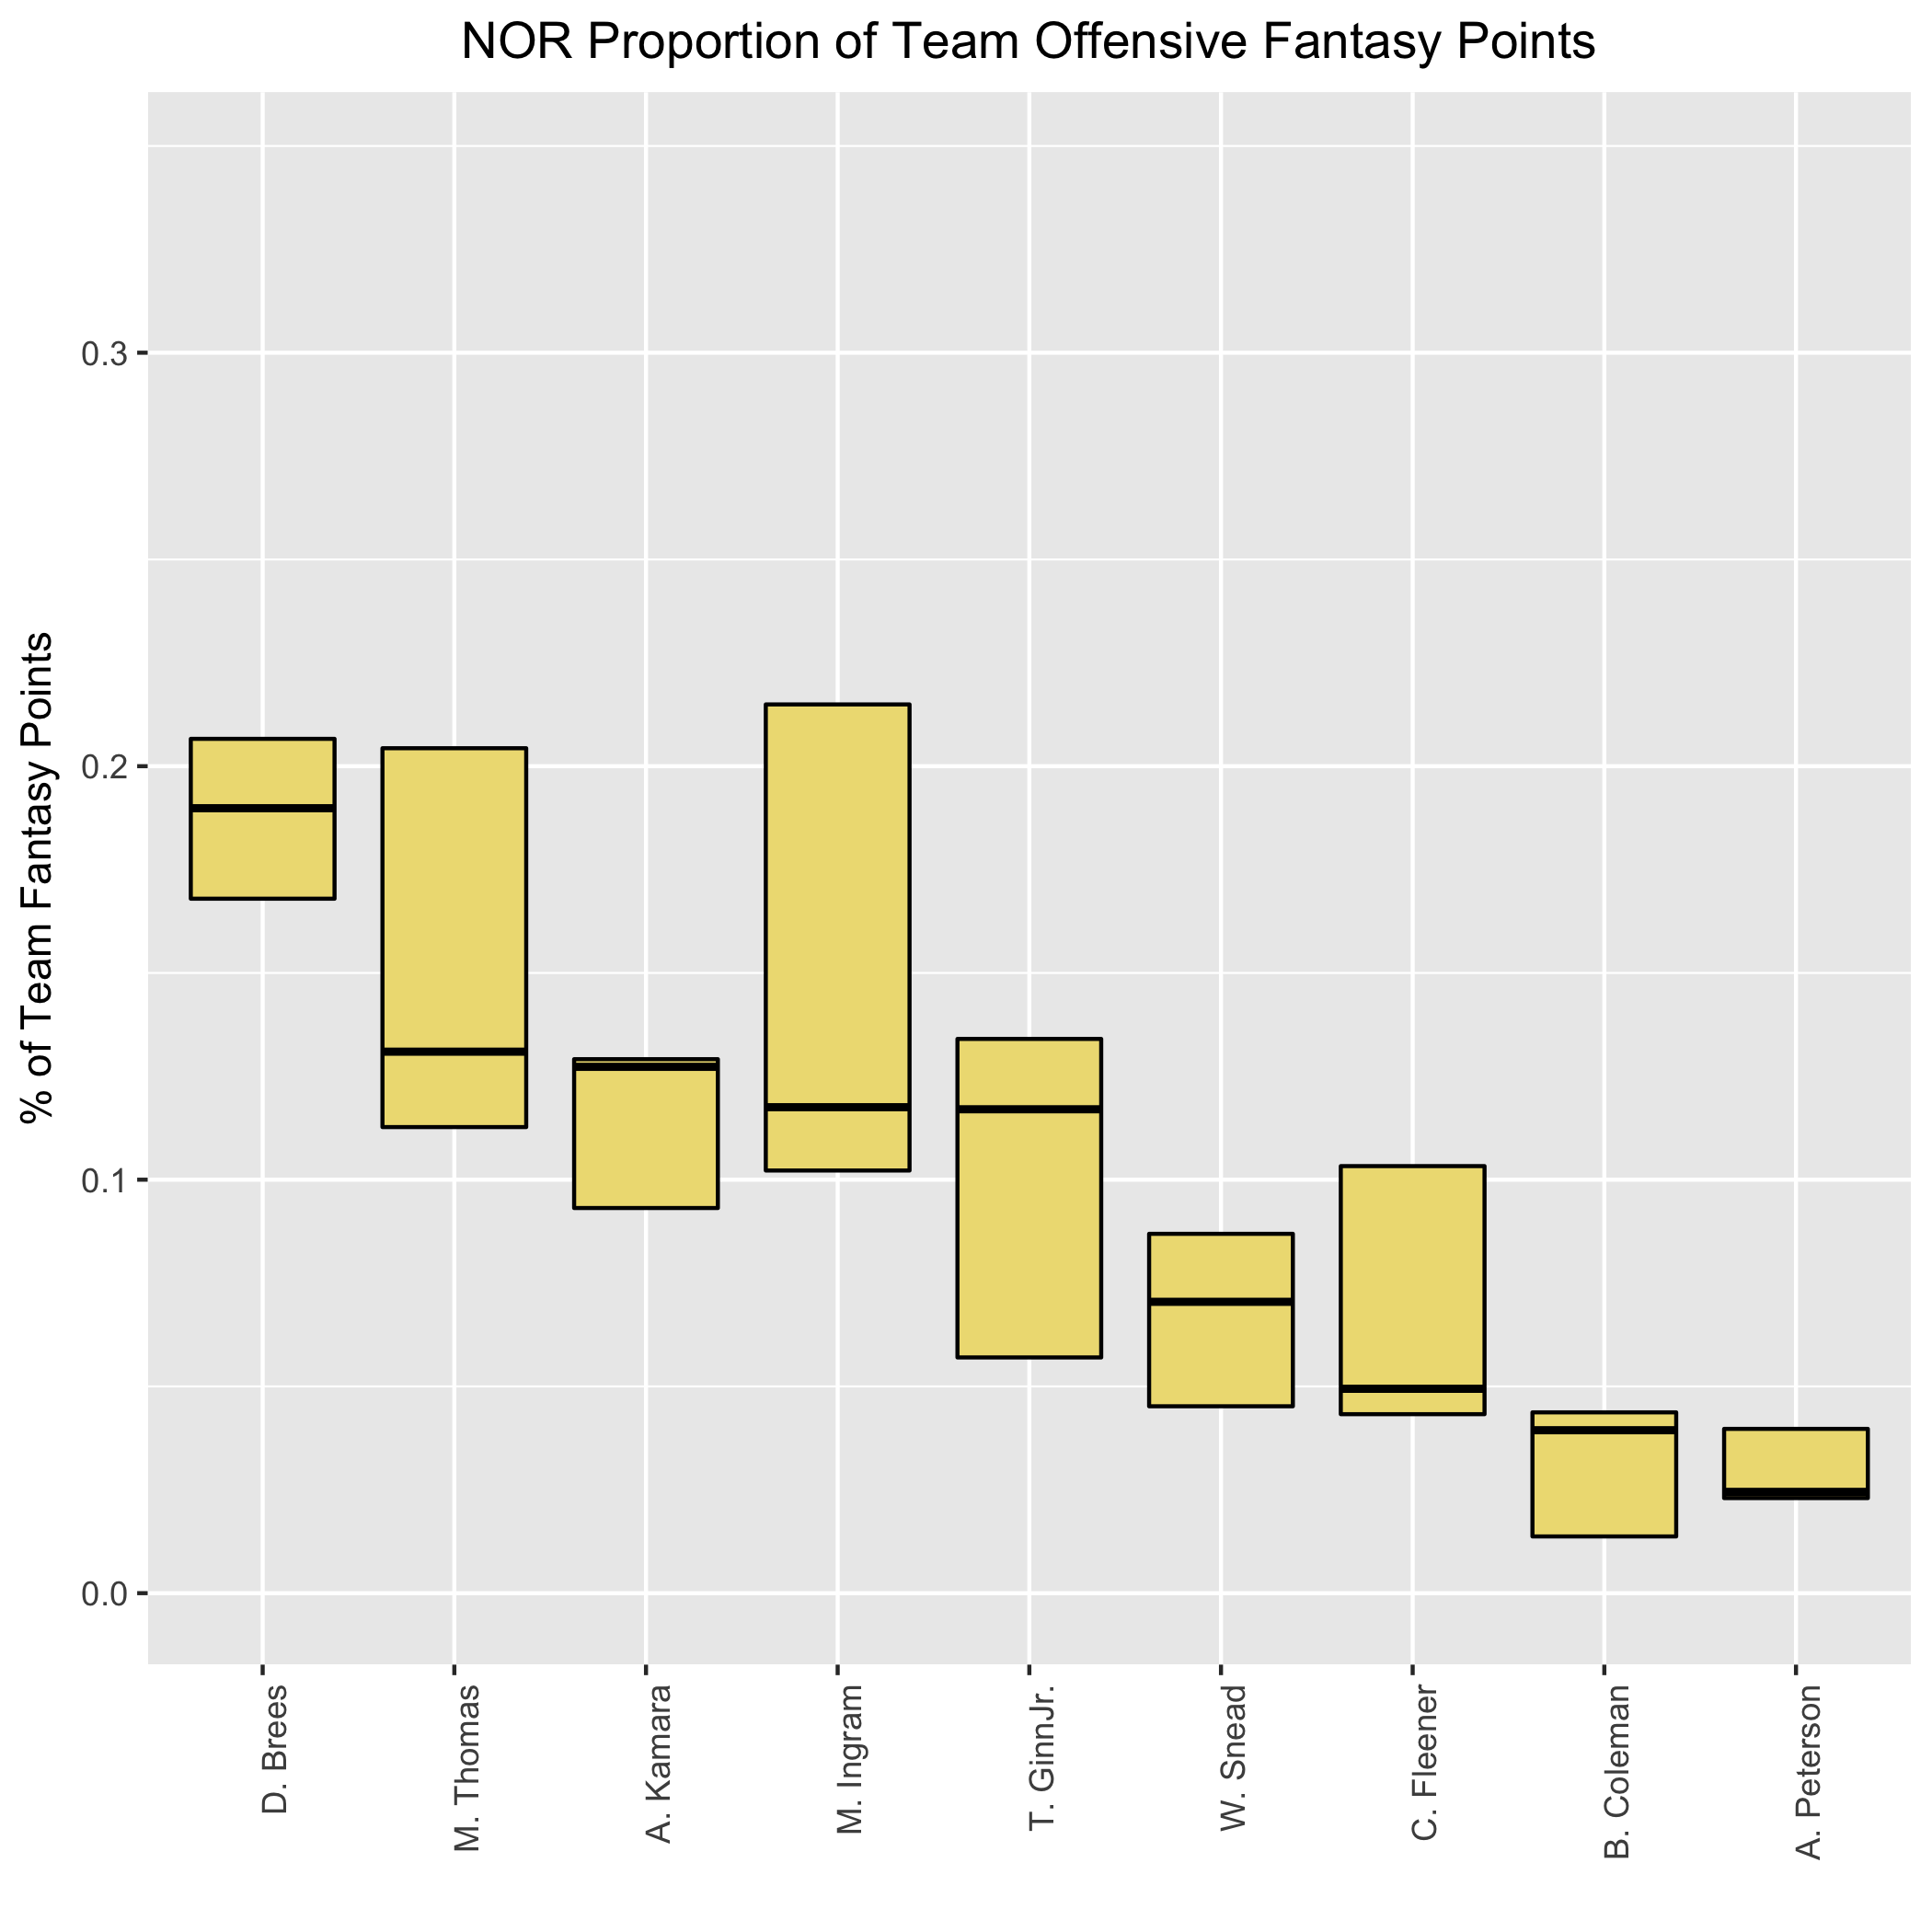 NOR Proportion of Team Offensive Fantasy Points
% of Team Fantasy Points
0.3
0.2
0.1
0.0
D. Brees
M. Thomas
A. Kamara
M. Ingram
T. GinnJr.
W. Snead
C. Fleener
B. Coleman
A. Peterson